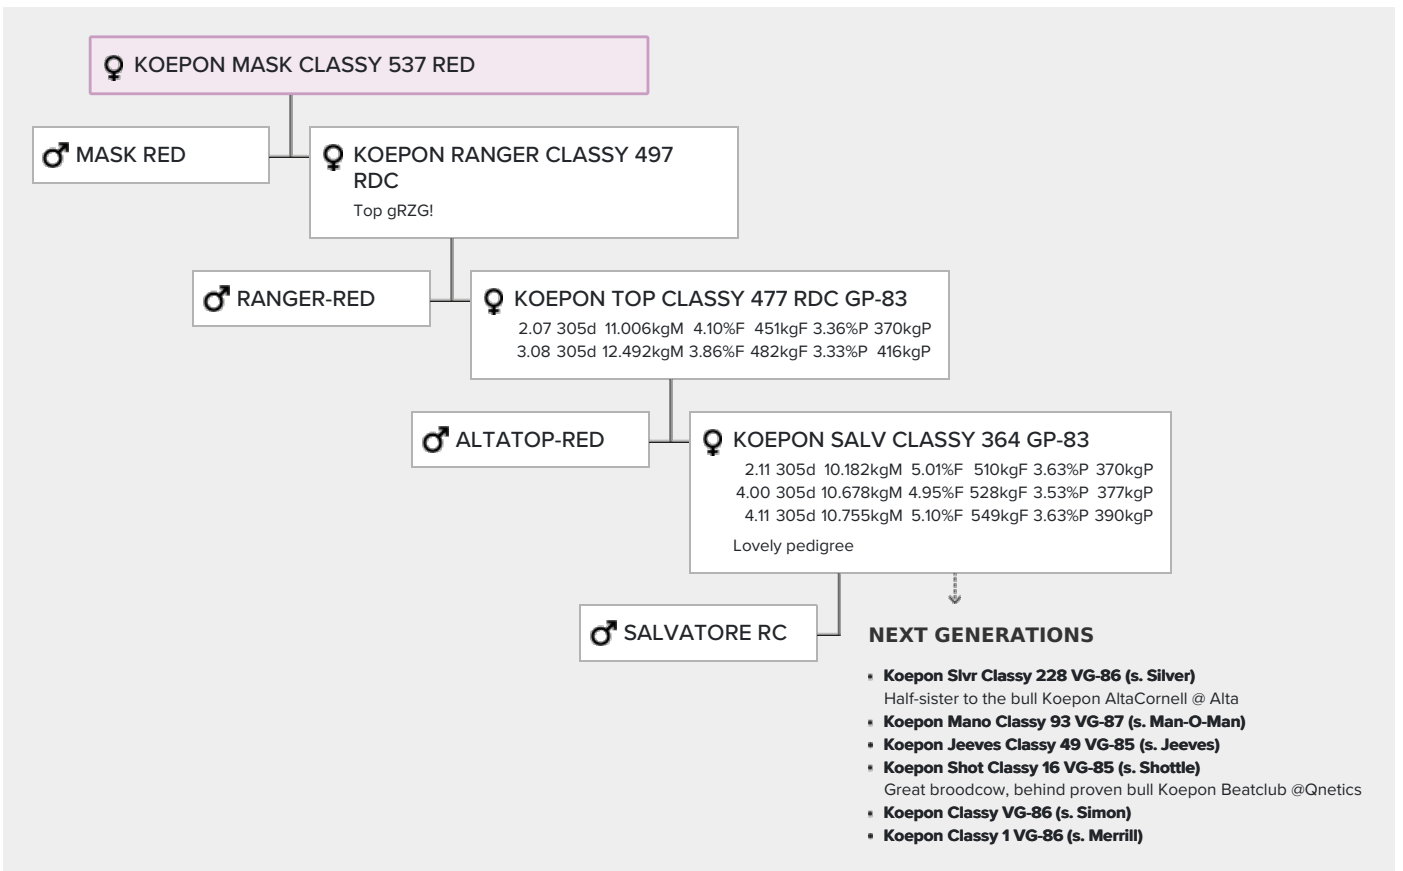 KOEPON MASK CLASSY 537 RED
MASK RED
KOEPON RANGER CLASSY 497
RDC
Top gRZG!
RANGER-RED
KOEPON TOP CLASSY 477 RDC GP-83
2.07 305d 11.006kgM 4.10%F 451kgF 3.36%P 370kgP
3.08 305d 12.492kgM 3.86%F 482kgF 3.33%P 416kgP
ALTATOP-RED
KOEPON SALV CLASSY 364 GP-83
2.11 305d 10.182kgM 5.01%F 510kgF 3.63%P 370kgP
4.00 305d 10.678kgM 4.95%F 528kgF 3.53%P 377kgP
4.11 305d 10.755kgM 5.10%F 549kgF 3.63%P 390kgP
Lovely pedigree
SALVATORE RC
NEXT GENERATIONS
Koepon Slvr Classy 228 VG-86 (s. Silver)
Half-sister to the bull Koepon AltaCornell @ Alta
Koepon Mano Classy 93 VG-87 (s. Man-O-Man)
Koepon Jeeves Classy 49 VG-85 (s. Jeeves)
Koepon Shot Classy 16 VG-85 (s. Shottle)
Great broodcow, behind proven bull Koepon Beatclub @Qnetics
Koepon Classy VG-86 (s. Simon)
Koepon Classy 1 VG-86 (s. Merrill)